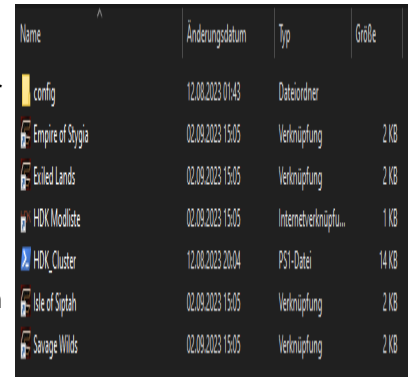 Name Änderungsdatum Typ Größe
config 12.08.2023 01:43 Dateiordner
Empire of Stygia 02.09.2023 15:05 Verknüpfung 2 KB
Exiled Lands 02.09.2023 15:05 Verknüpfung 2 KB
HDK Modliste 02.09.2023 15:05 Internetverknüpfu... 1 KB
HDK_Cluster 12.08.2023 20:04 PS1-Datei 14 KB
Isle of Siptah 02.09.2023 15:05 Verknüpfung 2 KB
Savage Wilds 02.09.2023 15:05 Verknüpfung 2 KB